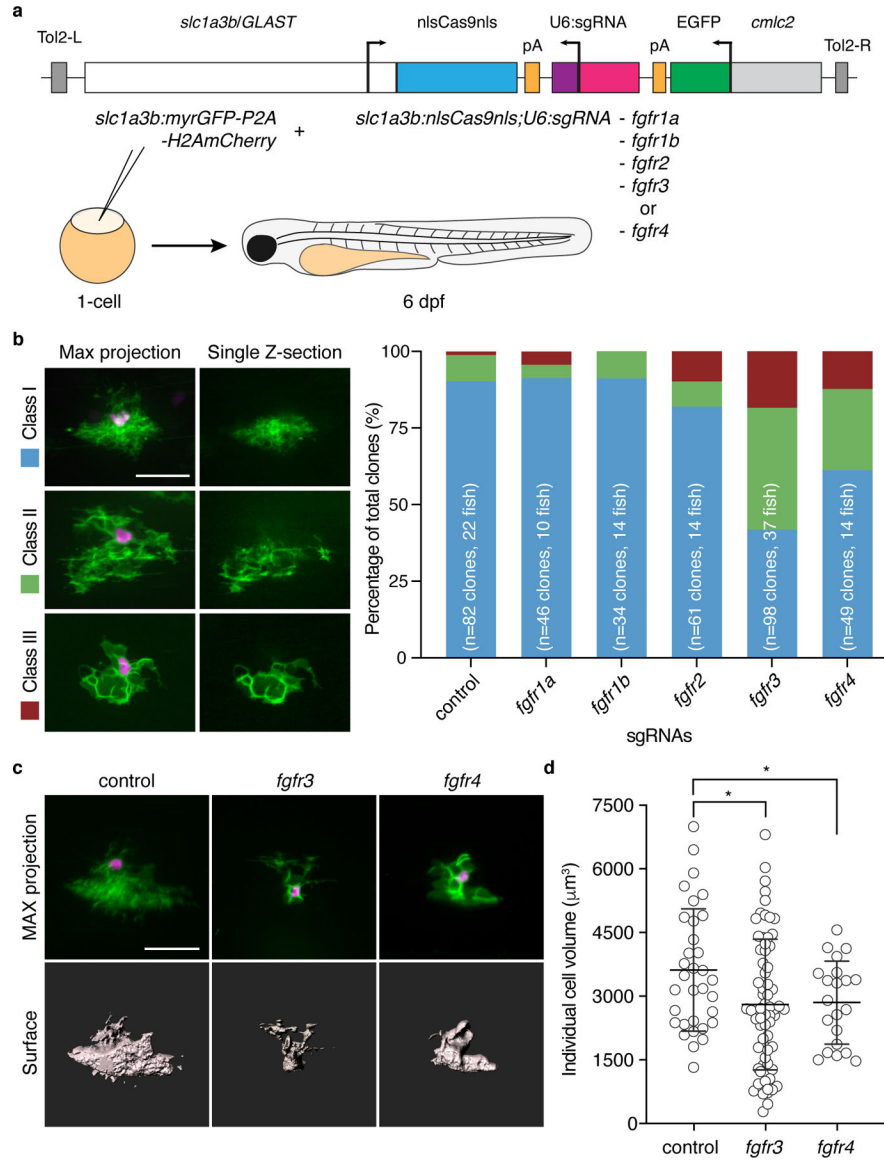 a
slc1a3b/GLAST nlsCas9nls U6:sgRNA EGFP cmlc2
Tol2-L pA pA Tol2-R
slc1a3b:myrGFP-P2A + slc1a3b:nlsCas9nls;U6:sgRNA - fgfr1a
-H2AmCherry - fgfr1b
- fgfr2
- fgfr3
or
- fgfr4
1-cell 6 dpf
b
Max projection Single Z-section
Class I
Class II
Class III
Percentage of total clones (%)
100
75
50
25
0
(n=82 clones, 22 fish)
(n=46 clones, 10 fish)
(n=34 clones, 14 fish)
(n=61 clones, 14 fish)
(n=98 clones, 37 fish)
(n=49 clones, 14 fish)
control fgfr1a fgfr1b fgfr2 fgfr3 fgfr4
sgRNAs
c
control fgfr3 fgfr4
MAX projection
Surface
d
*
*
Individual cell volume (μm³)
7500
6000
4500
3000
1500
0
control fgfr3 fgfr4